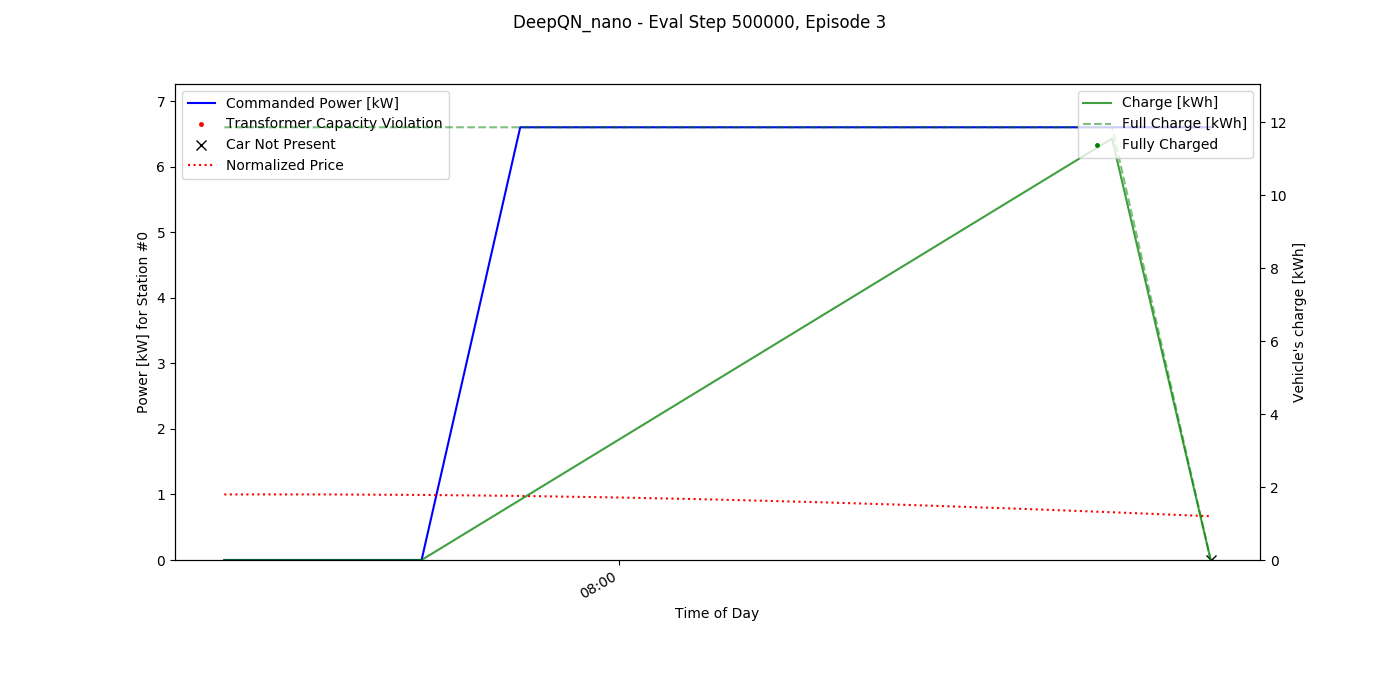 DeepQN_nano - Eval Step 500000, Episode 3
Commanded Power [kW]
Transformer Capacity Violation
Car Not Present
Normalized Price
Charge [kWh]
Full Charge [kWh]
Fully Charged
7
6
5
4
3
2
1
0
Power [kW] for Station #0
12
10
8
6
4
2
0
Vehicle's charge [kWh]
08:00
Time of Day